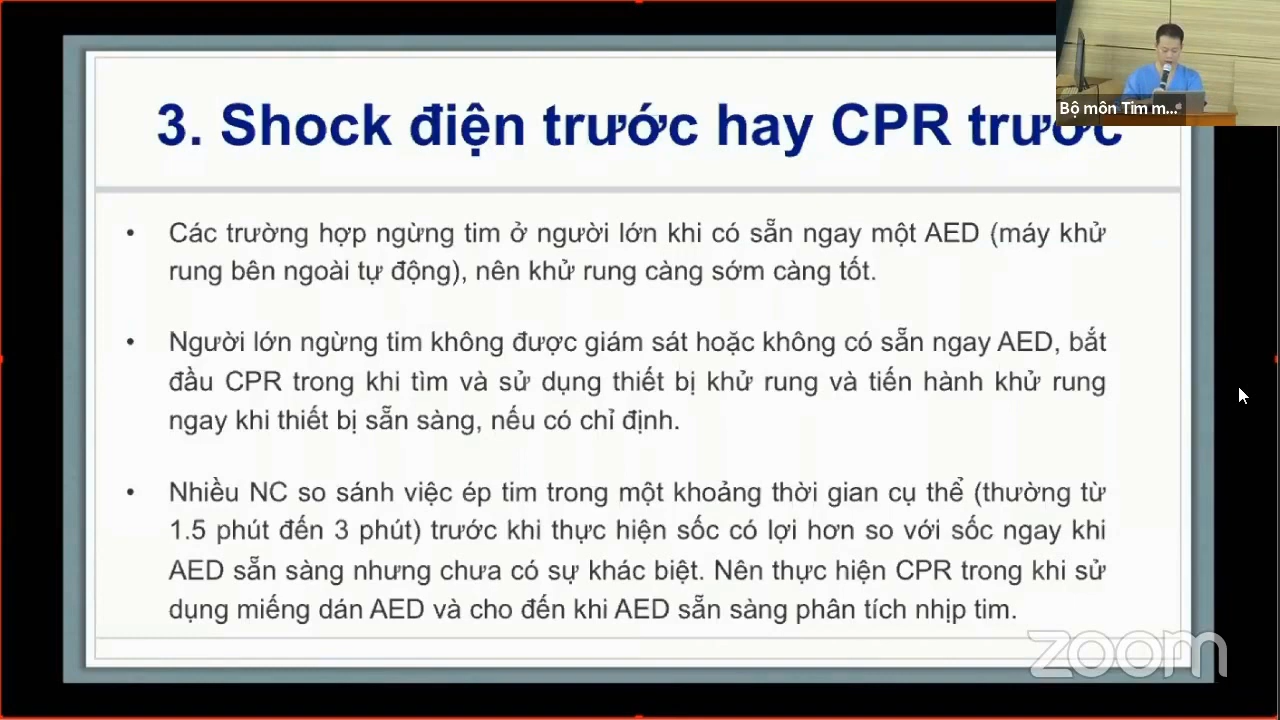 3. Shock điện trước hay CPR trước
Bộ môn Tim m...
• Các trường hợp ngừng tim ở người lớn khi có sẵn ngay một AED (máy khử
rung bên ngoài tự động), nên khử rung càng sớm càng tốt.
• Người lớn ngừng tim không được giám sát hoặc không có sẵn ngay AED, bắt
đầu CPR trong khi tìm và sử dụng thiết bị khử rung và tiến hành khử rung
ngay khi thiết bị sẵn sàng, nếu có chỉ định.
• Nhiều NC so sánh việc ép tim trong một khoảng thời gian cụ thể (thường từ
1.5 phút đến 3 phút) trước khi thực hiện sốc có lợi hơn so với sốc ngay khi
AED sẵn sàng nhưng chưa có sự khác biệt. Nên thực hiện CPR trong khi sử
dụng miếng dán AED và cho đến khi AED sẵn sàng phân tích nhịp tim.
zoom